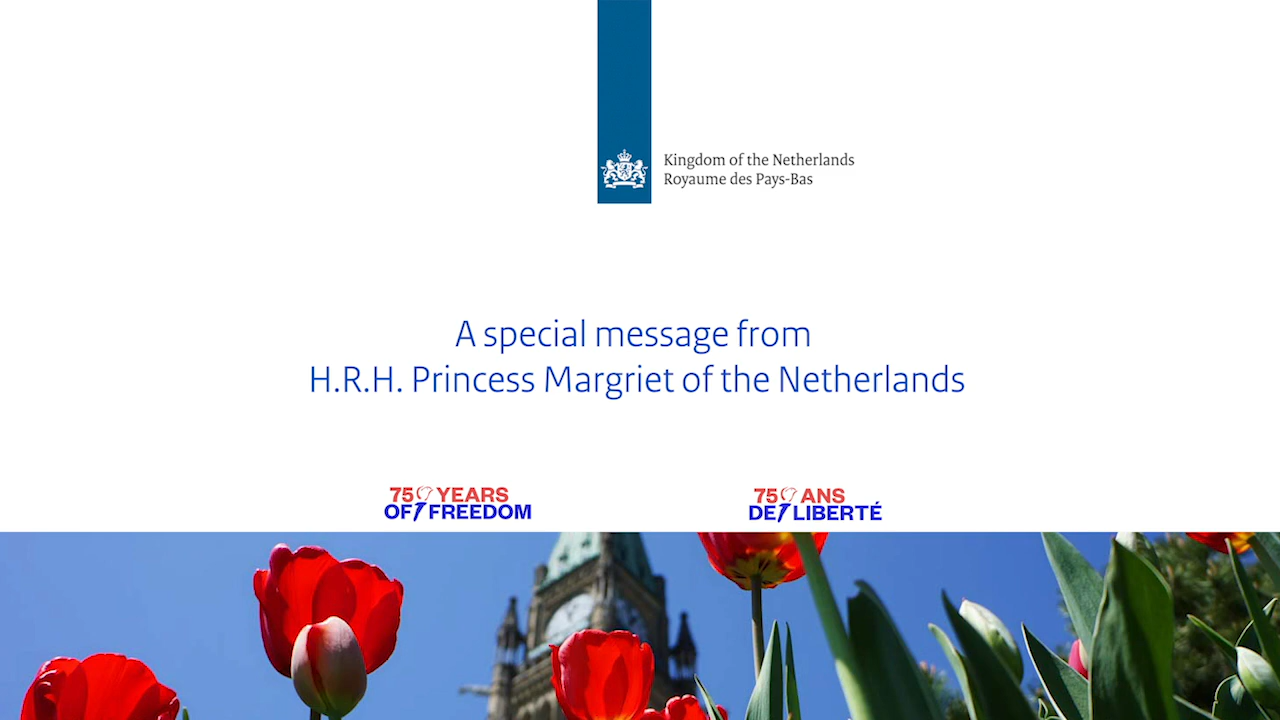 Kingdom of the Netherlands
Royaume des Pays-Bas
A special message from
H.R.H. Princess Margriet of the Netherlands
75 YEARS
OF FREEDOM
75 ANS
DE LIBERTÉ